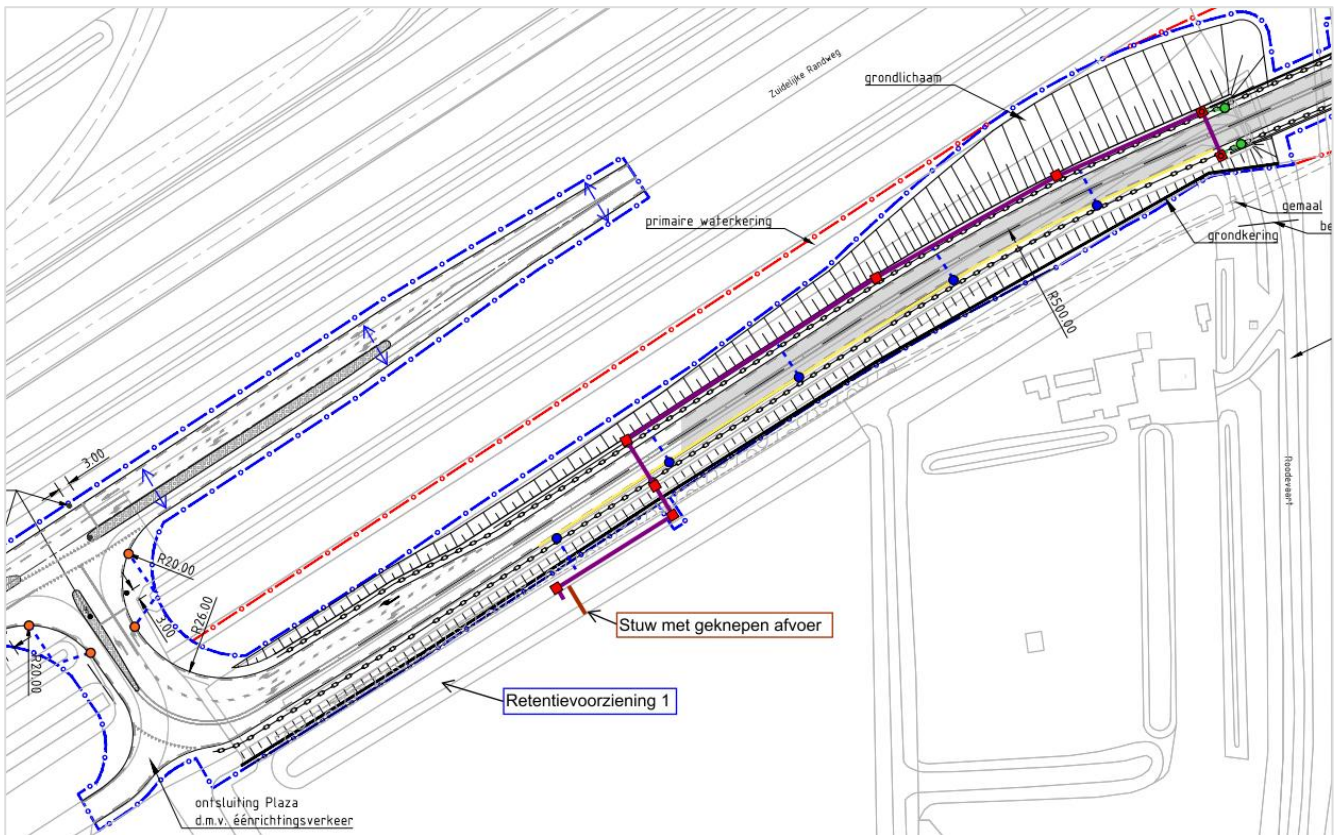 Zuidelijke Randweg
grondlichaam
primaire waterkering
gemaal
be
grondkering
R500.00
3.00
R20.00
3.00
R26.00
R20.00
Roodevaart
Stuw met geknepen afvoer
Retentievoorziening 1
ontsluiting Plaza
d.m.v. éénrichtingsverkeer